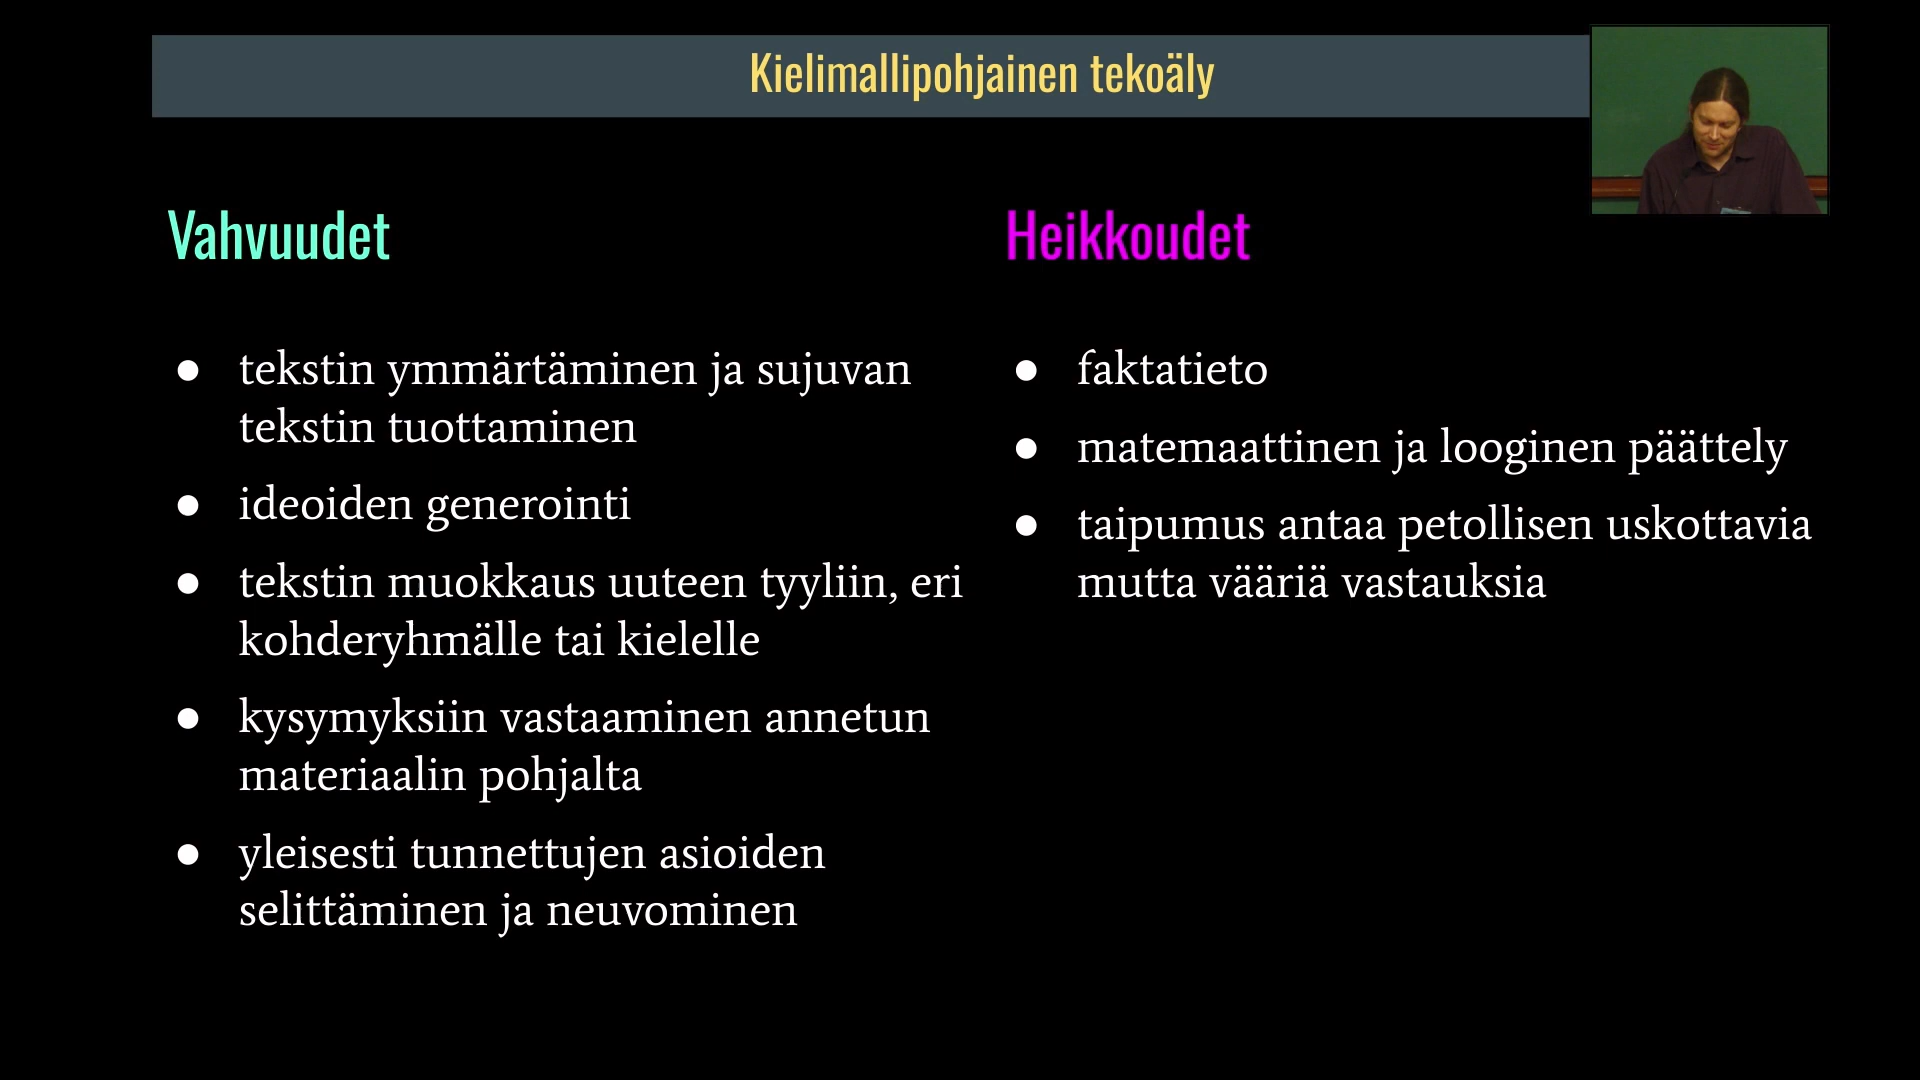 Kielimallipohjainen tekoäly
Vahvuudet
● tekstin ymmärtäminen ja sujuvan
tekstin tuottaminen
● ideoiden generointi
● tekstin muokkaus uuteen tyyliin, eri
kohderyhmälle tai kielelle
● kysymyksiin vastaaminen annetun
materiaalin pohjalta
● yleisesti tunnettujen asioiden
selittäminen ja neuvominen
Heikkoudet
● faktatieto
● matemaattinen ja looginen päättely
● taipumus antaa petollisen uskottavia
mutta vääriä vastauksia